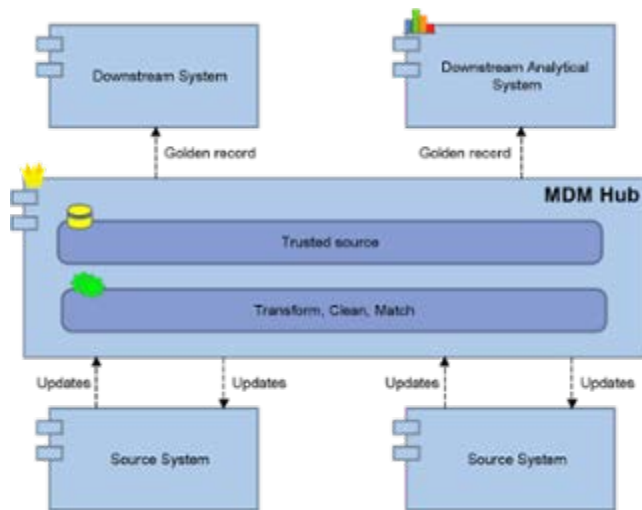 Downstream System
Downstream Analytical
System
Golden record
Golden record
MDM Hub
Trusted source
Transform, Clean, Match
Updates
Updates
Updates
Updates
Source System
Source System